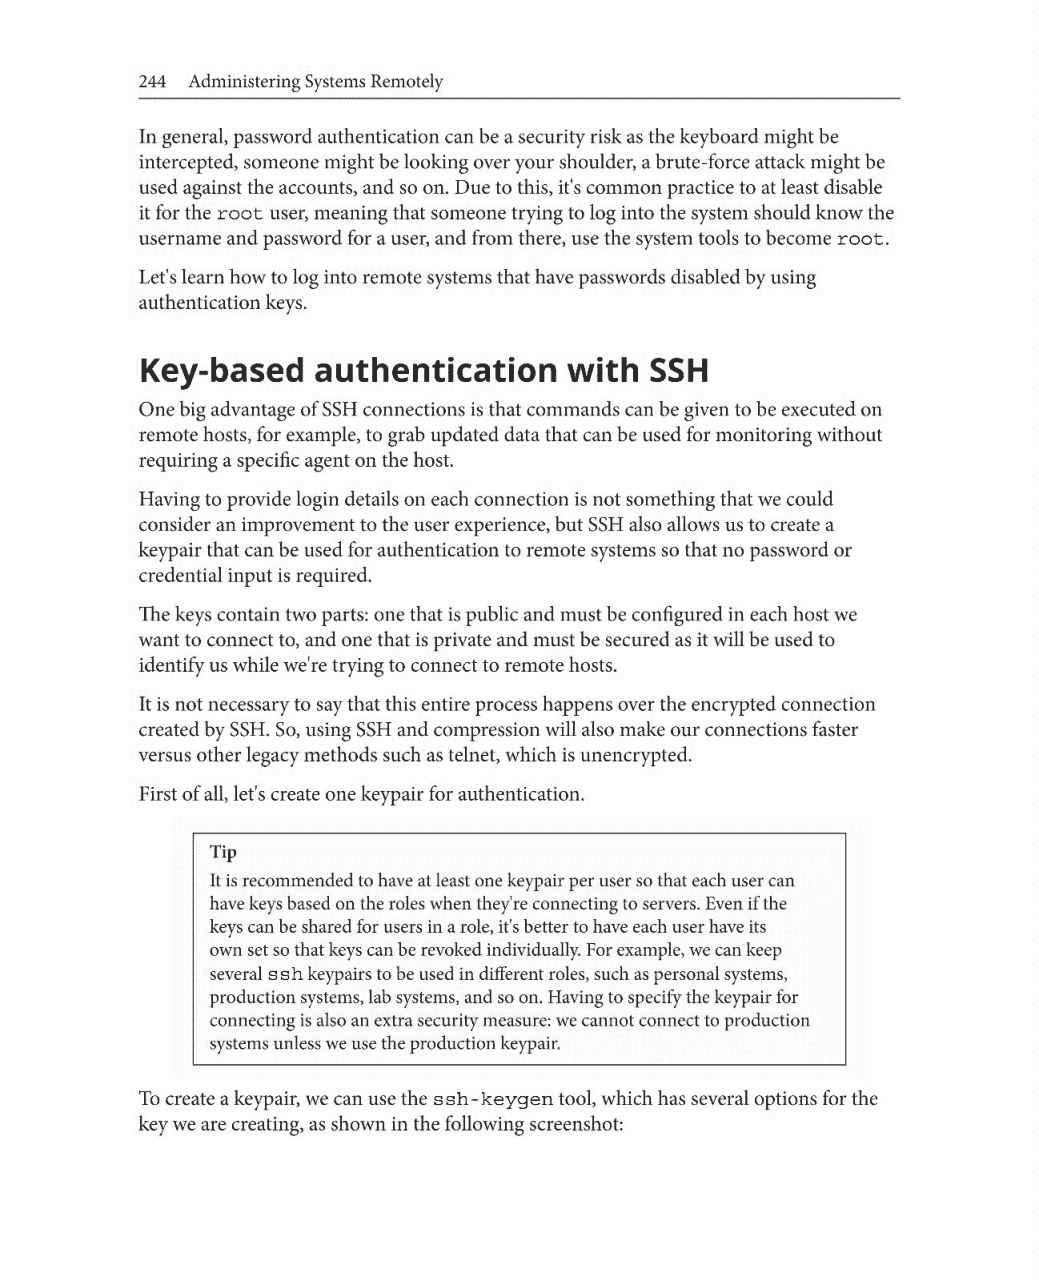 244 Administering Systems Remotely
In general, password authentication can be a security risk as the keyboard might be
intercepted, someone might be looking over your shoulder, a brute-force attack might be
used against the accounts, and so on. Due to this, it's common practice to at least disable
it for the root user, meaning that someone trying to log into the system should know the
username and password for a user, and from there, use the system tools to become root.
Let's learn how to log into remote systems that have passwords disabled by using
authentication keys.
Key-based authentication with SSH
One big advantage of SSH connections is that commands can be given to be executed on
remote hosts, for example, to grab updated data that can be used for monitoring without
requiring a specific agent on the host.
Having to provide login details on each connection is not something that we could
consider an improvement to the user experience, but SSH also allows us to create a
keypair that can be used for authentication to remote systems so that no password or
credential input is required.
The keys contain two parts: one that is public and must be configured in each host we
want to connect to, and one that is private and must be secured as it will be used to
identify us while we're trying to connect to remote hosts.
It is not necessary to say that this entire process happens over the encrypted connection
created by SSH. So, using SSH and compression will also make our connections faster
versus other legacy methods such as telnet, which is unencrypted.
First of all, let's create one keypair for authentication.
Tip
It is recommended to have at least one keypair per user so that each user can
have keys based on the roles when they're connecting to servers. Even if the
keys can be shared for users in a role, it's better to have each user have its
own set so that keys can be revoked individually. For example, we can keep
several ssh keypairs to be used in different roles, such as personal systems,
production systems, lab systems, and so on. Having to specify the keypair for
connecting is also an extra security measure: we cannot connect to production
systems unless we use the production keypair.
To create a keypair, we can use the ssh-keygen tool, which has several options for the
key we are creating, as shown in the following screenshot: